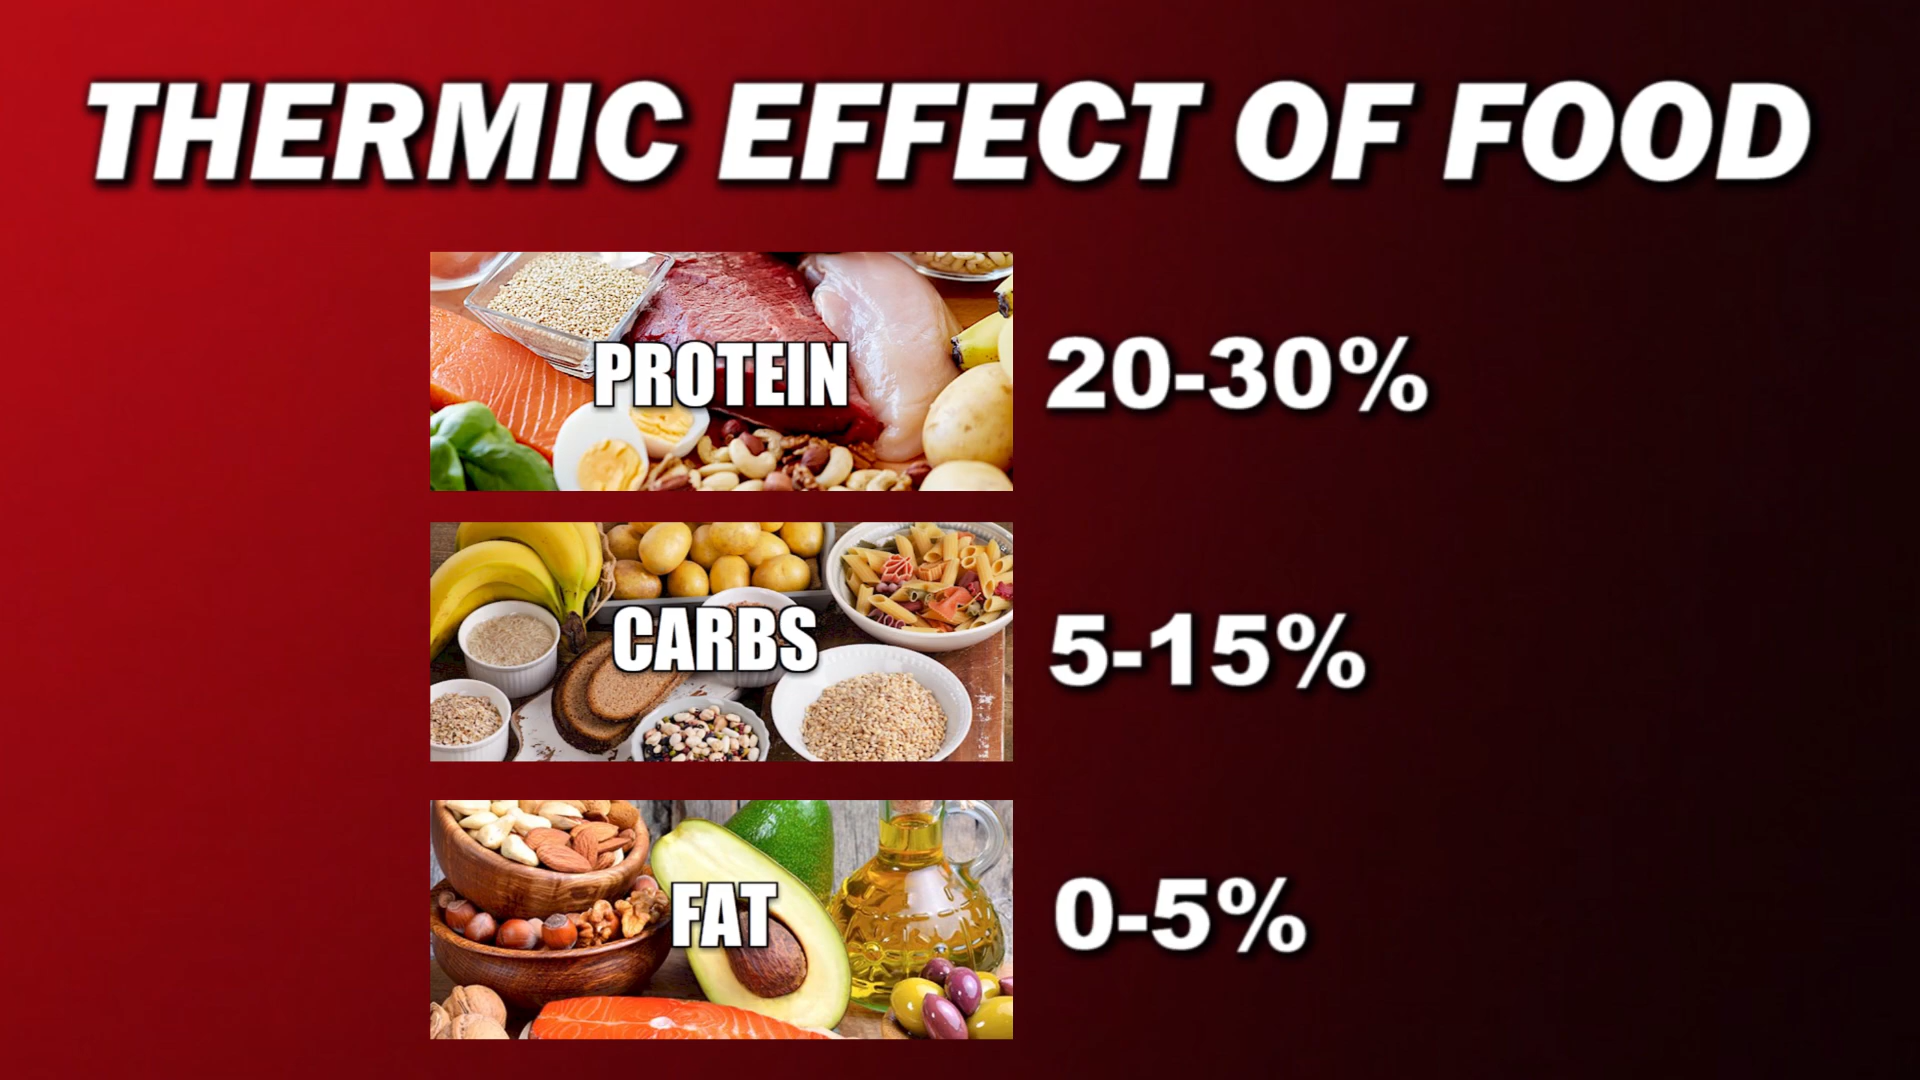 THERMIC EFFECT OF FOOD
PROTEIN
20-30%
CARBS
5-15%
FAT
0-5%